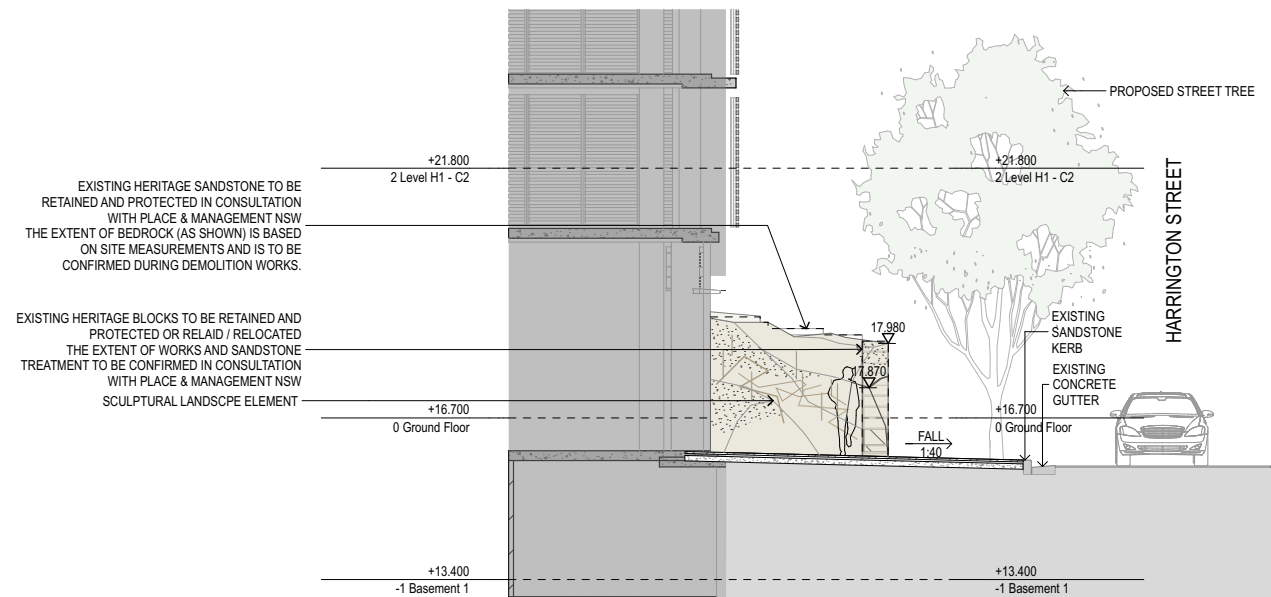 PROPOSED STREET TREE
+21.800
2 Level H1 - C2
+21.800
2 Level H1 - C2
HARRINGTON STREET
EXISTING HERITAGE SANDSTONE TO BE
RETAINED AND PROTECTED IN CONSULTATION
WITH PLACE & MANAGEMENT NSW
THE EXTENT OF BEDROCK (AS SHOWN) IS BASED
ON SITE MEASUREMENTS AND IS TO BE
CONFIRMED DURING DEMOLITION WORKS.
EXISTING HERITAGE BLOCKS TO BE RETAINED AND
PROTECTED OR RELAID / RELOCATED
THE EXTENT OF WORKS AND SANDSTONE
TREATMENT TO BE CONFIRMED IN CONSULTATION
WITH PLACE & MANAGEMENT NSW
SCULPTURAL LANDSCPE ELEMENT
17.980
17.870
EXISTING
SANDSTONE
KERB
EXISTING
CONCRETE
GUTTER
+16.700
0 Ground Floor
+16.700
0 Ground Floor
FALL
1:40
+13.400
-1 Basement 1
+13.400
-1 Basement 1